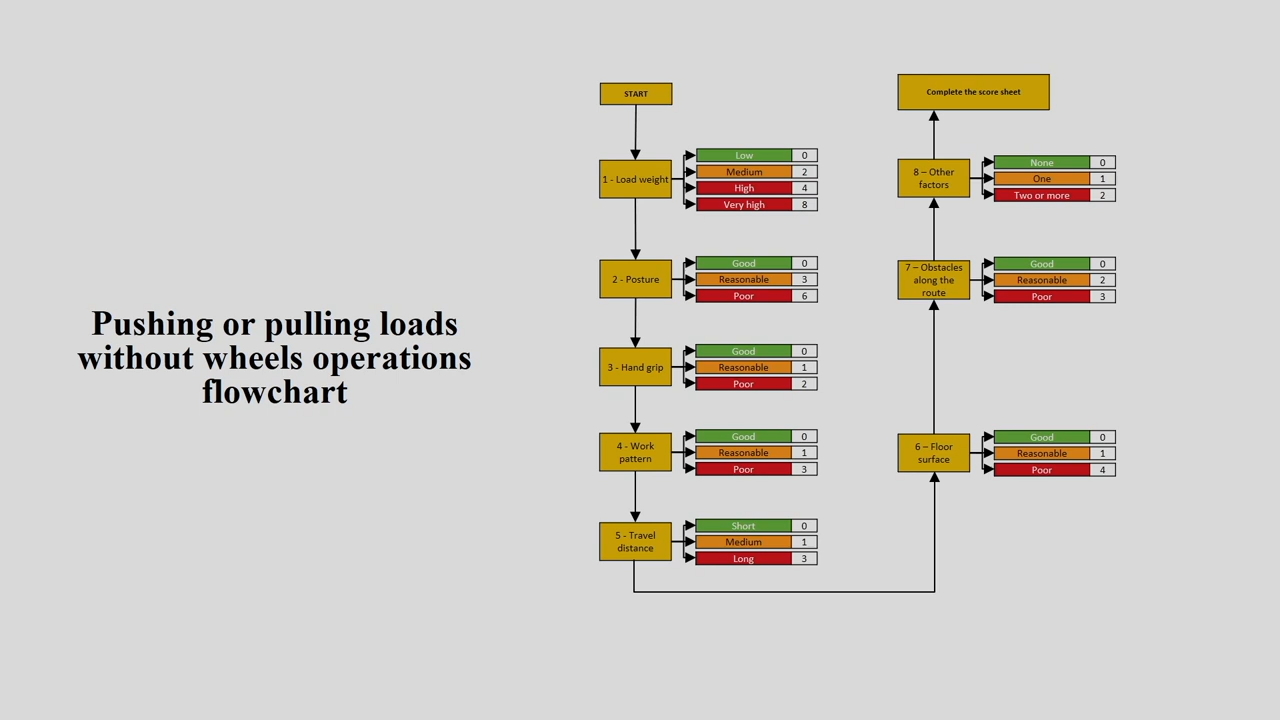 Pushing or pulling loads
without wheels operations
flowchart
START
1 - Load weight
Low 0
Medium 2
High 4
Very high 8
2 - Posture
Good 0
Reasonable 3
Poor 6
3 - Hand grip
Good 0
Reasonable 1
Poor 2
4 - Work
pattern
Good 0
Reasonable 1
Poor 3
5 - Travel
distance
Short 0
Medium 1
Long 3
6 – Floor
surface
Good 0
Reasonable 1
Poor 4
7 – Obstacles
along the
route
Good 0
Reasonable 2
Poor 3
8 – Other
factors
None 0
One 1
Two or more 2
Complete the score sheet